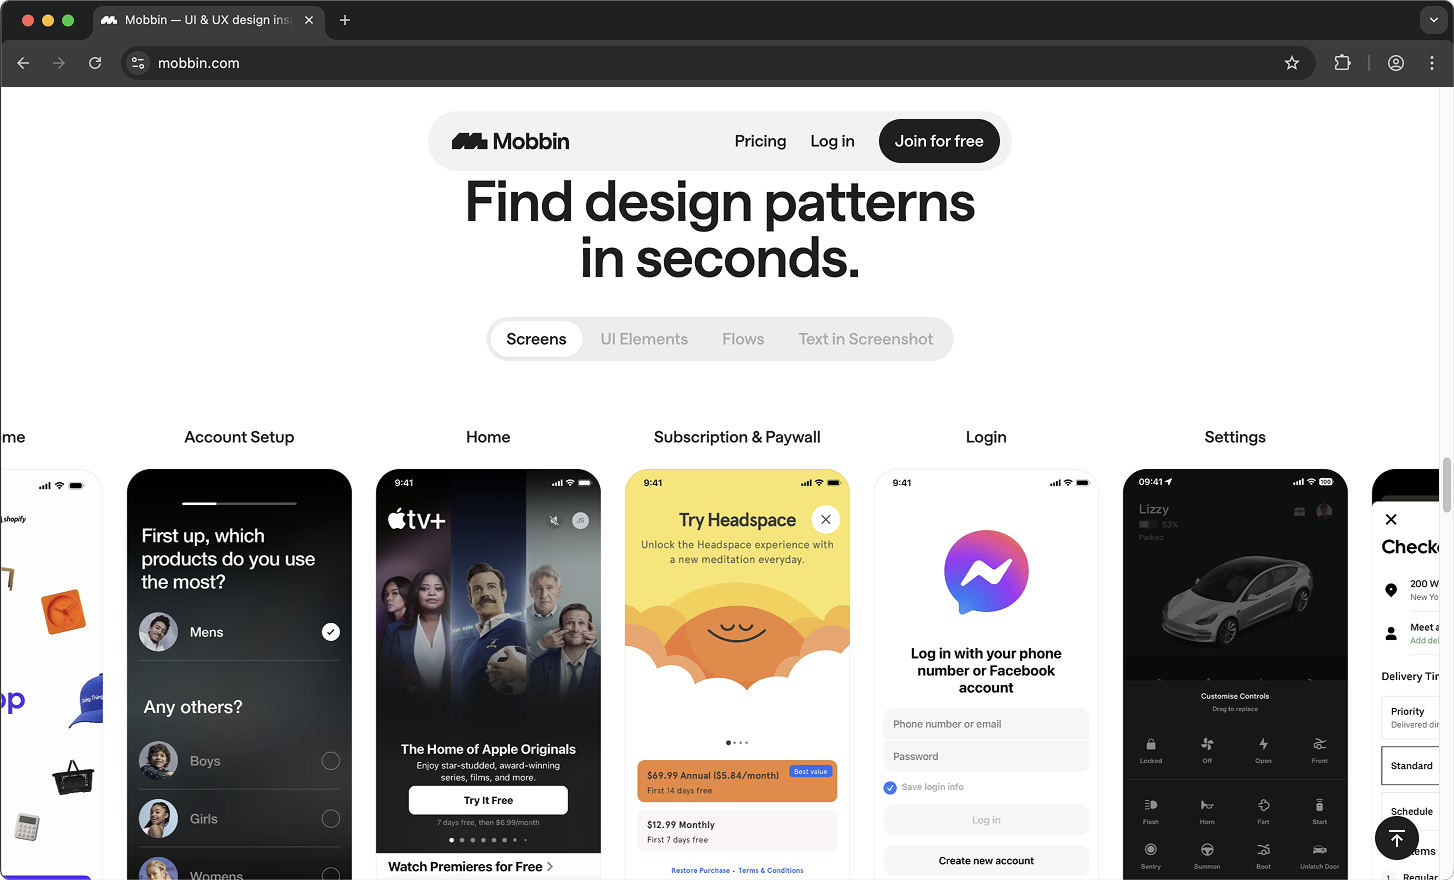 Mobbin — UI & UX design ins
mobbin.com
Mobbin
Pricing
Log in
Join for free
Find design patterns
in seconds.
Screens
UI Elements
Flows
Text in Screenshot
me
Account Setup
Home
Subscription & Paywall
Login
Settings
shopify
op
First up, which
products do you use
the most?
Mens
Any others?
Boys
Girls
Womens
9:41
tv+
JS
The Home of Apple Originals
Enjoy star-studded, award-winning
series, films, and more.
Try It Free
7 days free, then $6.99/month
Watch Premieres for Free
9:41
Try Headspace
Unlock the Headspace experience with
a new meditation everyday.
$69.99 Annual ($5.84/month)
Best value
First 14 days free
$12.99 Monthly
First 7 days free
Restore Purchase • Terms & Conditions
9:41
Log in with your phone
number or Facebook
account
Phone number or email
Password
Save login info
Log in
Create new account
09:41
100
Lizzy
53%
Parked
Customise Controls
Drag to replace
Locked
Off
Open
Front
Flash
Horn
Fart
Start
Sentry
Summon
Boot
Unlatch Door
Checko
200 W
New Yo
Meet a
Add del
Delivery Tin
Priority
Delivered dir
Standard
Schedule
ems
1 Regular